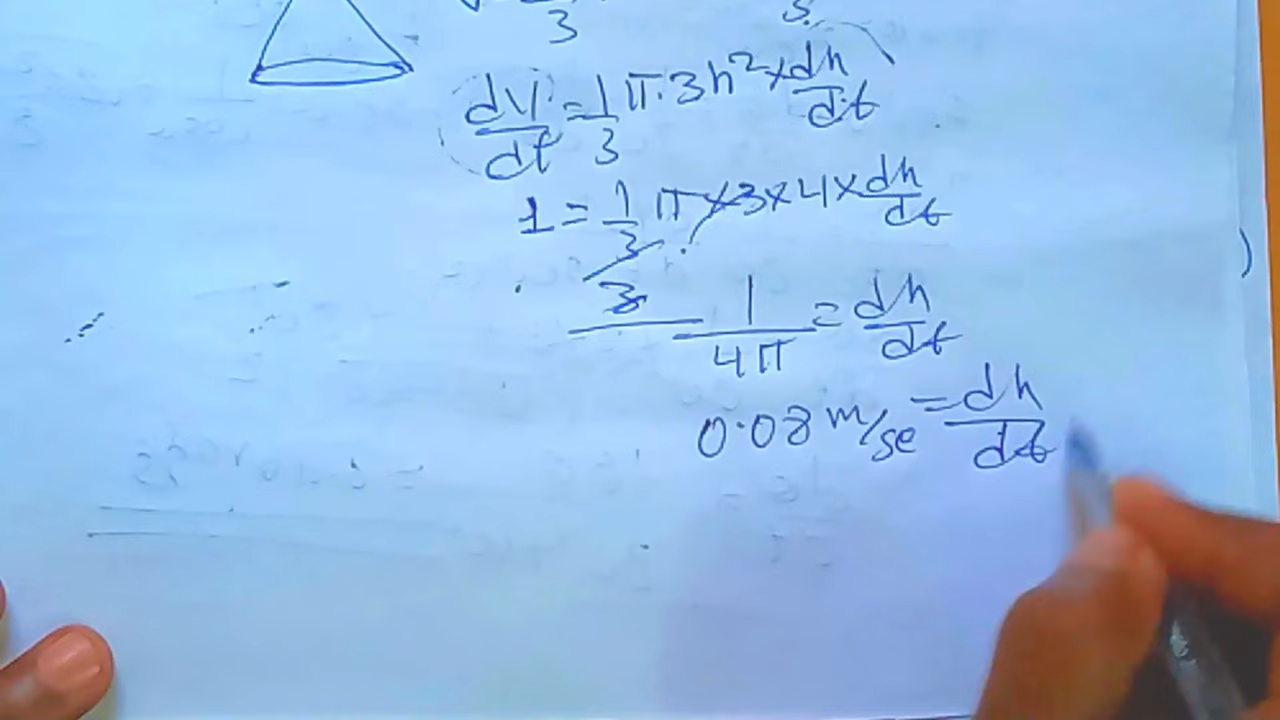 3
dV/dt = 1/3 π·3h² × dh/dt
1 = 1/3 π × 3 × 4 × dh/dt
3
1/4π = dh/dt
0.08 m/se = dh/dt